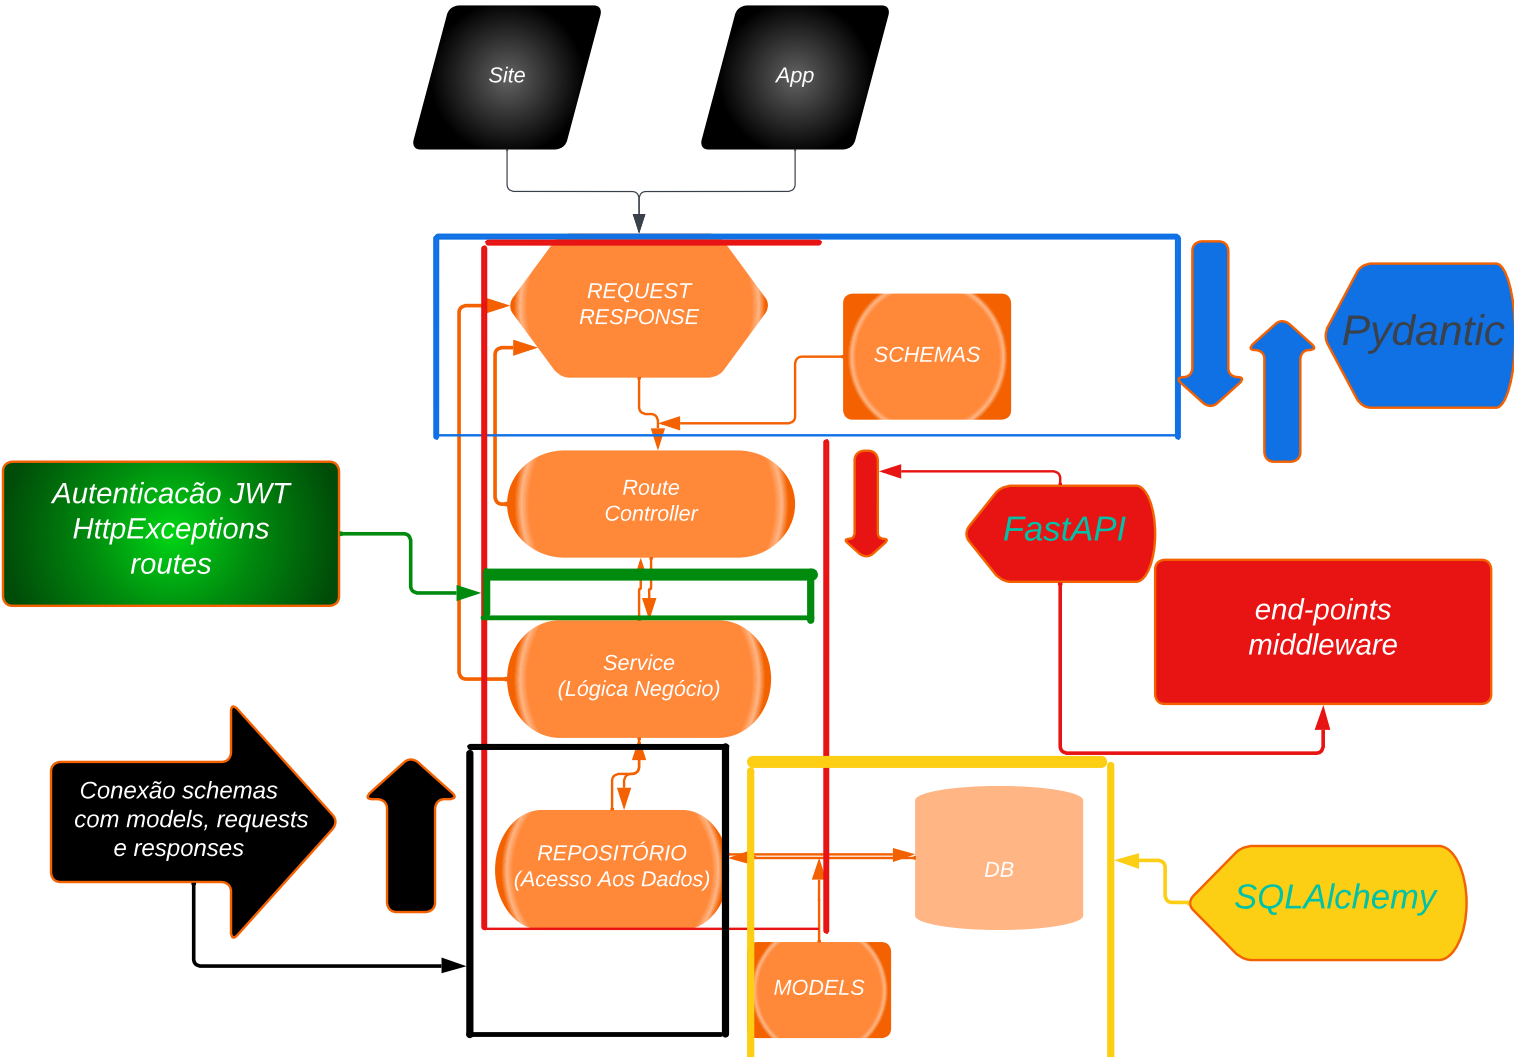 Site
App
REQUEST
RESPONSE
SCHEMAS
Pydantic
Route
Controller
Autenticacão JWT
HttpExceptions
routes
FastAPI
end-points
middleware
Service
(Lógica Negócio)
Conexão schemas
com models, requests
e responses
REPOSITÓRIO
(Acesso Aos Dados)
DB
SQLAlchemy
MODELS